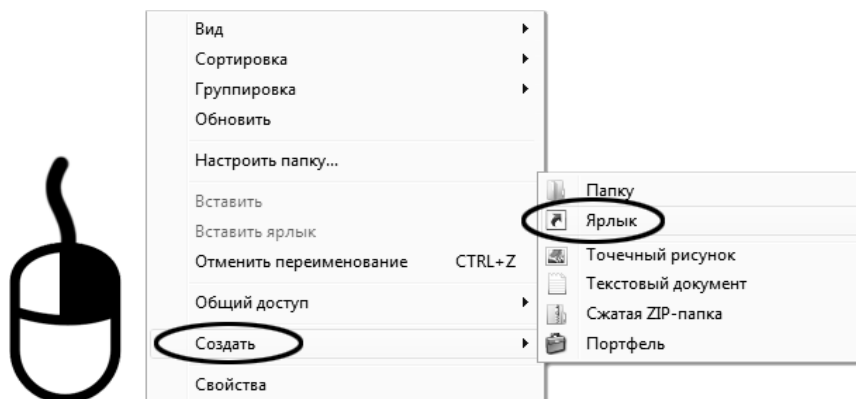 Вид
Сортировка
Группировка
Обновить
Настроить папку...
Вставить
Вставить ярлык
Отменить переименование CTRL+Z
Общий доступ
Создать
Свойства
Папку
Ярлык
Точечный рисунок
Текстовый документ
Сжатая ZIP-папка
Портфель